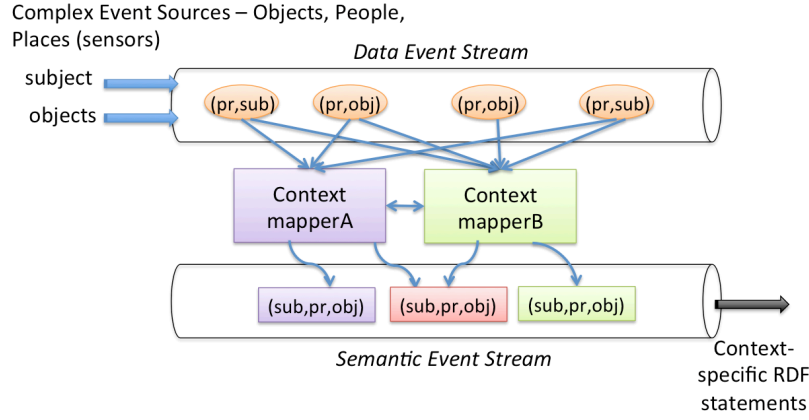 Complex Event Sources – Objects, People,
Places (sensors)
Data Event Stream
subject
objects
(pr,sub)
(pr,obj)
(pr,obj)
(pr,sub)
Context
mapperA
Context
mapperB
(sub,pr,obj)
(sub,pr,obj)
(sub,pr,obj)
Semantic Event Stream
Context-
specific RDF
statements